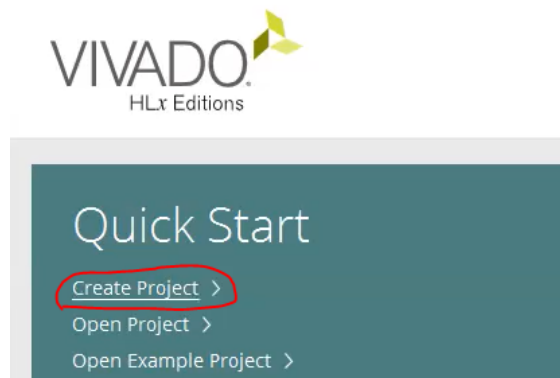 VIVADO.
HLx Editions
Quick Start
Create Project >
Open Project >
Open Example Project >